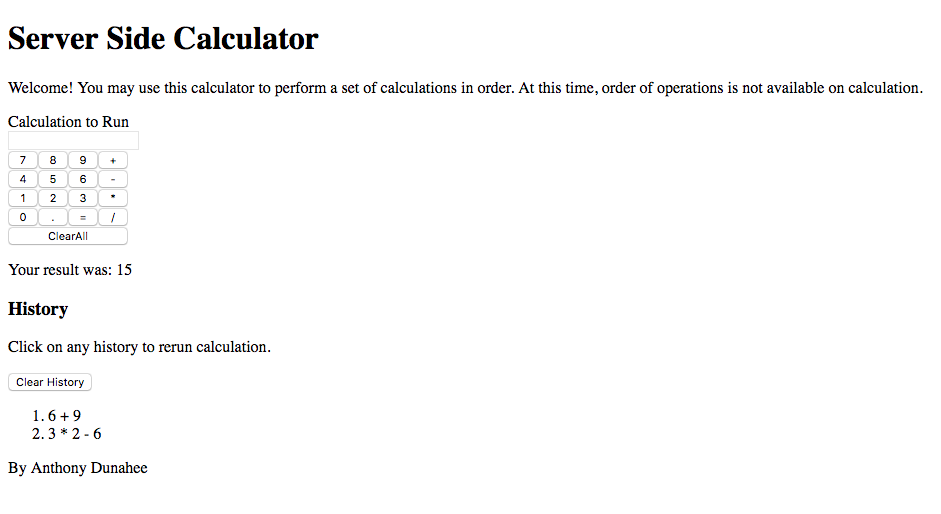 Server Side Calculator
Welcome! You may use this calculator to perform a set of calculations in order. At this time, order of operations is not available on calculation.
Calculation to Run
7 8 9 +
4 5 6 -
1 2 3 *
0 . = /
ClearAll
Your result was: 15
History
Click on any history to rerun calculation.
Clear History
1. 6 + 9
2. 3 * 2 - 6
By Anthony Dunahee